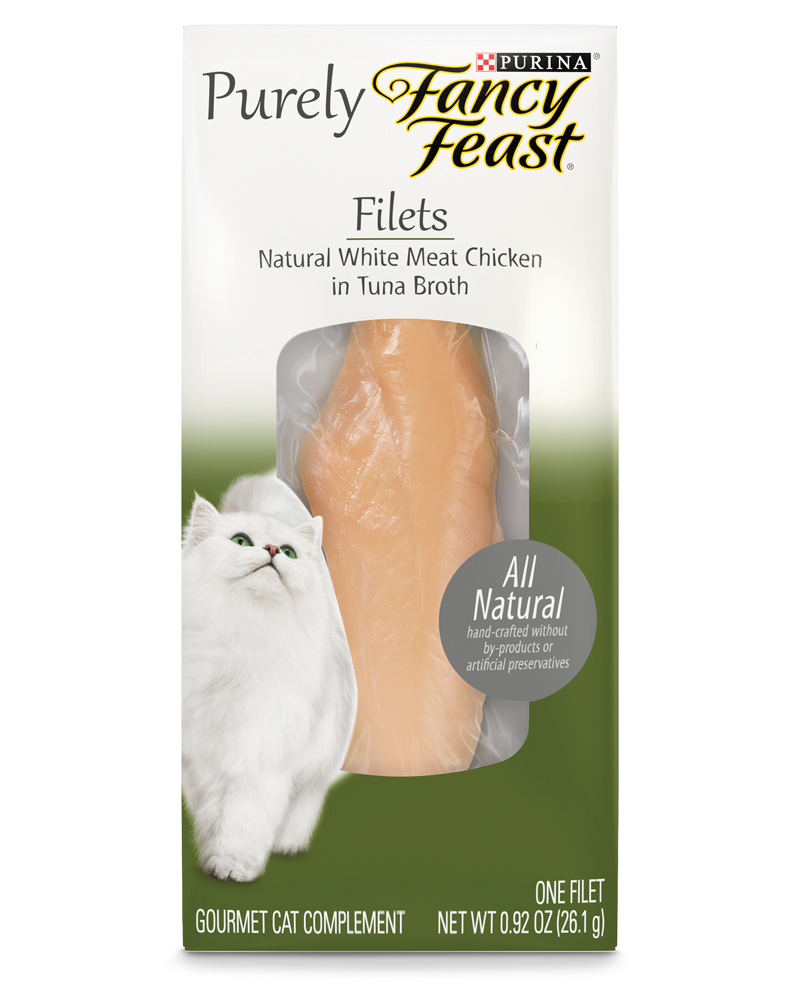 PURINA®
Purely Fancy
Feast®
Filets
Natural White Meat Chicken
in Tuna Broth
All
Natural
hand-crafted without
by-products or
artificial preservatives
ONE FILET
GOURMET CAT COMPLEMENT NET WT 0.92 OZ (26.1 g)